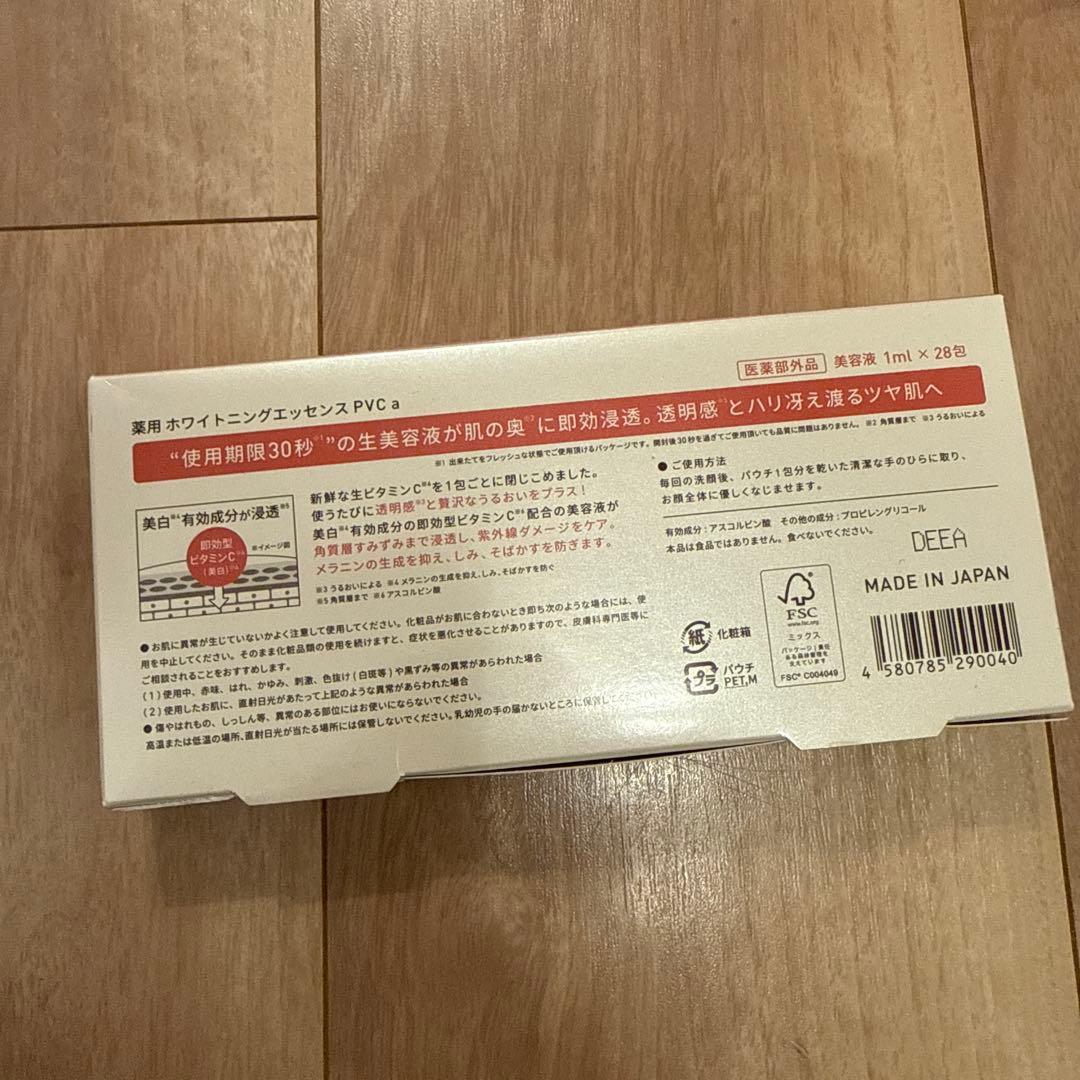 薬用 ホワイトニングエッセンス PVC a
医薬部外品 美容液 1ml × 28包
“使用期限30秒※1”の生美容液が肌の奥※2に即効浸透。透明感※3とハリ冴え渡るツヤ肌へ
※1 出来たてをフレッシュな状態でご使用頂けるパッケージです。開封後30秒を過ぎてご使用頂いても品質に問題はありません。 ※2 角質層まで ※3 うるおいによる
美白※4有効成分が浸透※5
即効型
ビタミンC※6
(美白)※4
※イメージ図
新鮮な生ビタミンC※6を1包ごとに閉じこめました。
使うたびに透明感※3と贅沢なうるおいをプラス!
美白※4有効成分の即効型ビタミンC※6配合の美容液が
角質層すみずみまで浸透し、紫外線ダメージをケア。
メラニンの生成を抑え、しみ、そばかすを防ぎます。
※3 うるおいによる ※4 メラニンの生成を抑え、しみ、そばかすを防ぐ
※5 角質層まで ※6 アスコルビン酸
● ご使用方法
毎回の洗顔後、パウチ1包分を乾いた清潔な手のひらに取り、
お顔全体に優しくなじませます。
有効成分:アスコルビン酸 その他の成分:プロピレングリコール
本品は食品ではありません。食べないでください。
DEEA
● お肌に異常が生じていないかよく注意して使用してください。化粧品がお肌に合わないとき即ち次のような場合には、使
用を中止してください。そのまま化粧品類の使用を続けますと、症状を悪化させることがありますので、皮膚科専門医等に
ご相談されることをおすすめします。
(1)使用中、赤味、はれ、かゆみ、刺激、色抜け(白斑等)や黒ずみ等の異常があらわれた場合
(2)使用したお肌に、直射日光があたって上記のような異常があらわれた場合
● 傷やはれもの、しっしん等、異常のある部位にはお使いにならないでください。
高温または低温の場所、直射日光が当たる場所には保管しないでください。乳幼児の手の届かないところに保管して
紙 化粧箱
プラ パウチ
PET,M
FSC
www.fsc.org
ミックス
パッケージ | 責任
ある森林管理を
支えています
FSC® C004049
MADE IN JAPAN
4 580785 290040